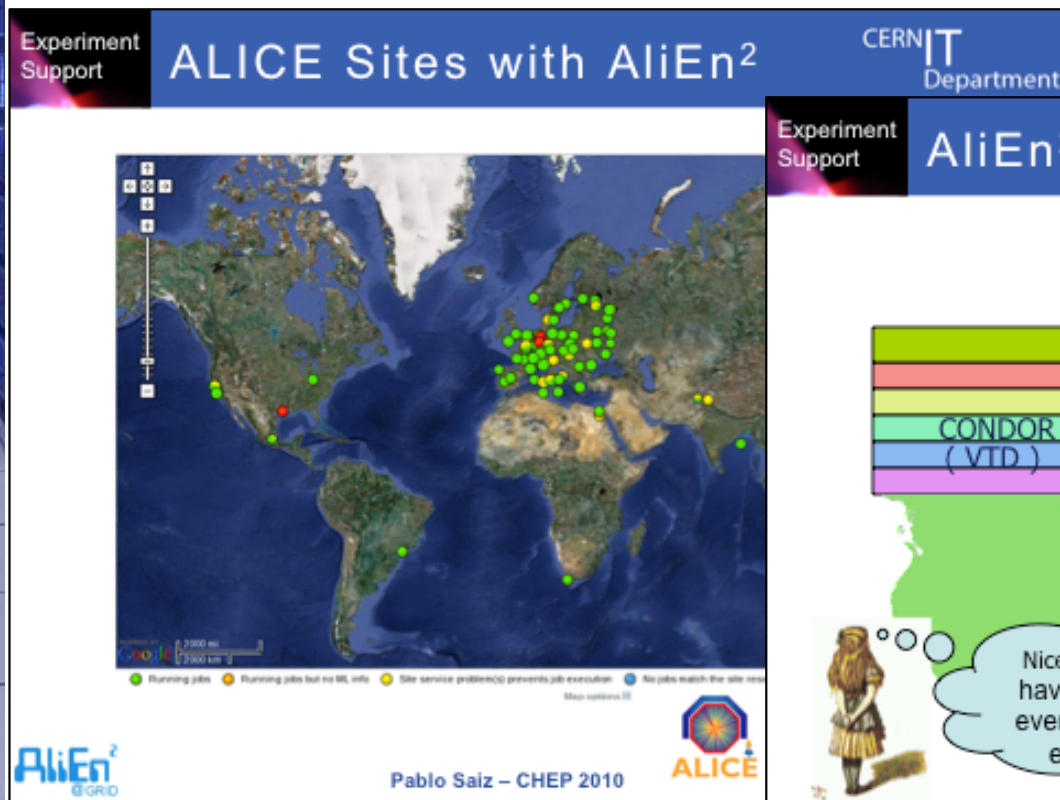 Experiment
Support
ALICE Sites with AliEn²
CERN IT
Department
2000 mi
2000 km
Google
Running jobs
Running jobs but no ML info
Site service problem(s) prevents job execution
No jobs match the site
Map options
AliEn²
@GRID
Pablo Saiz – CHEP 2010
ALICE
Experiment
Support
AliEn
CONDOR
( VTD )
Nice
hav
ever
e